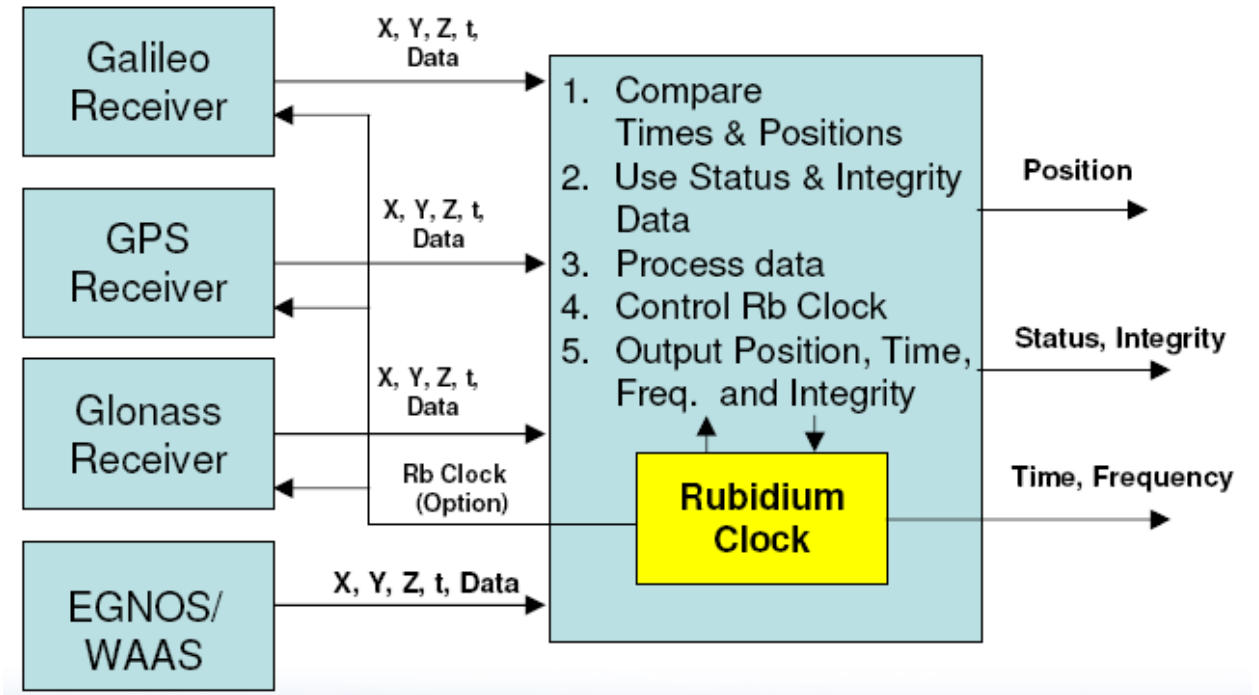 Galileo
Receiver
X, Y, Z, t,
Data
GPS
Receiver
X, Y, Z, t,
Data
Glonass
Receiver
X, Y, Z, t,
Data
Rb Clock
(Option)
EGNOS/
WAAS
X, Y, Z, t, Data
1. Compare
Times & Positions
2. Use Status & Integrity
Data
3. Process data
4. Control Rb Clock
5. Output Position, Time,
Freq. and Integrity
Rubidium
Clock
Position
Status, Integrity
Time, Frequency